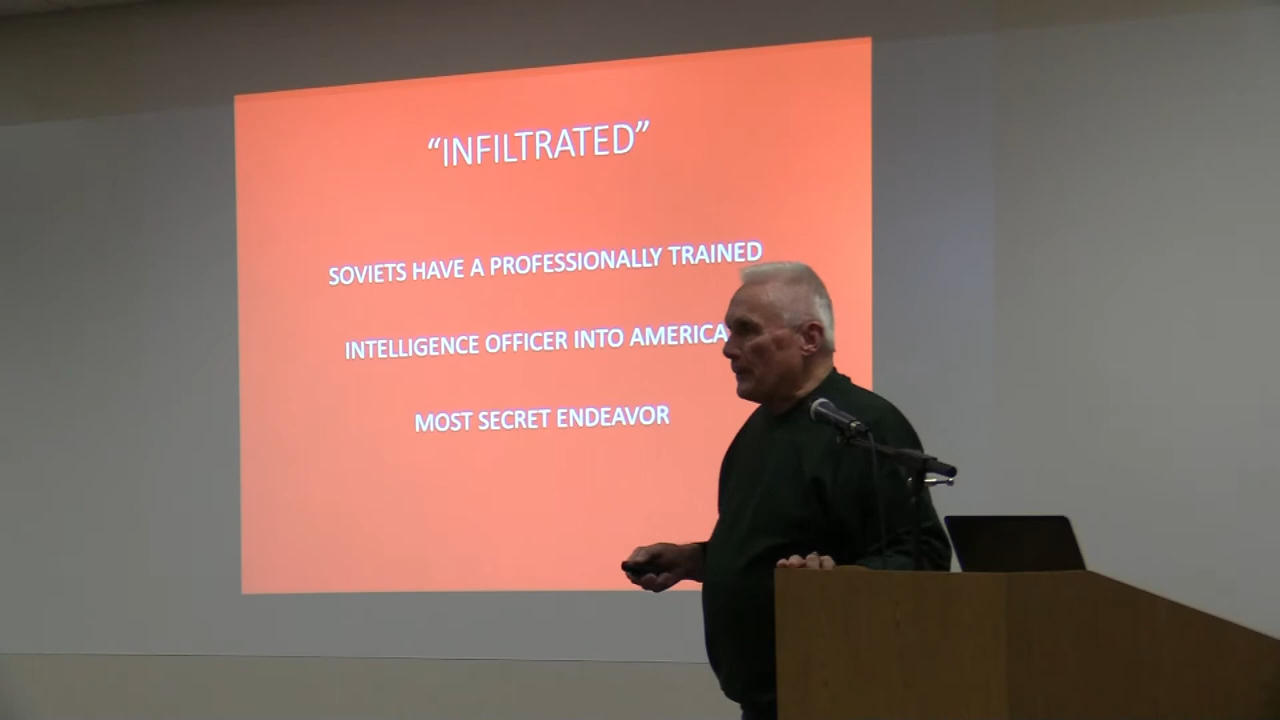 “INFILTRATED”
SOVIETS HAVE A PROFESSIONALLY TRAINED
INTELLIGENCE OFFICER INTO AMERICA
MOST SECRET ENDEAVOR